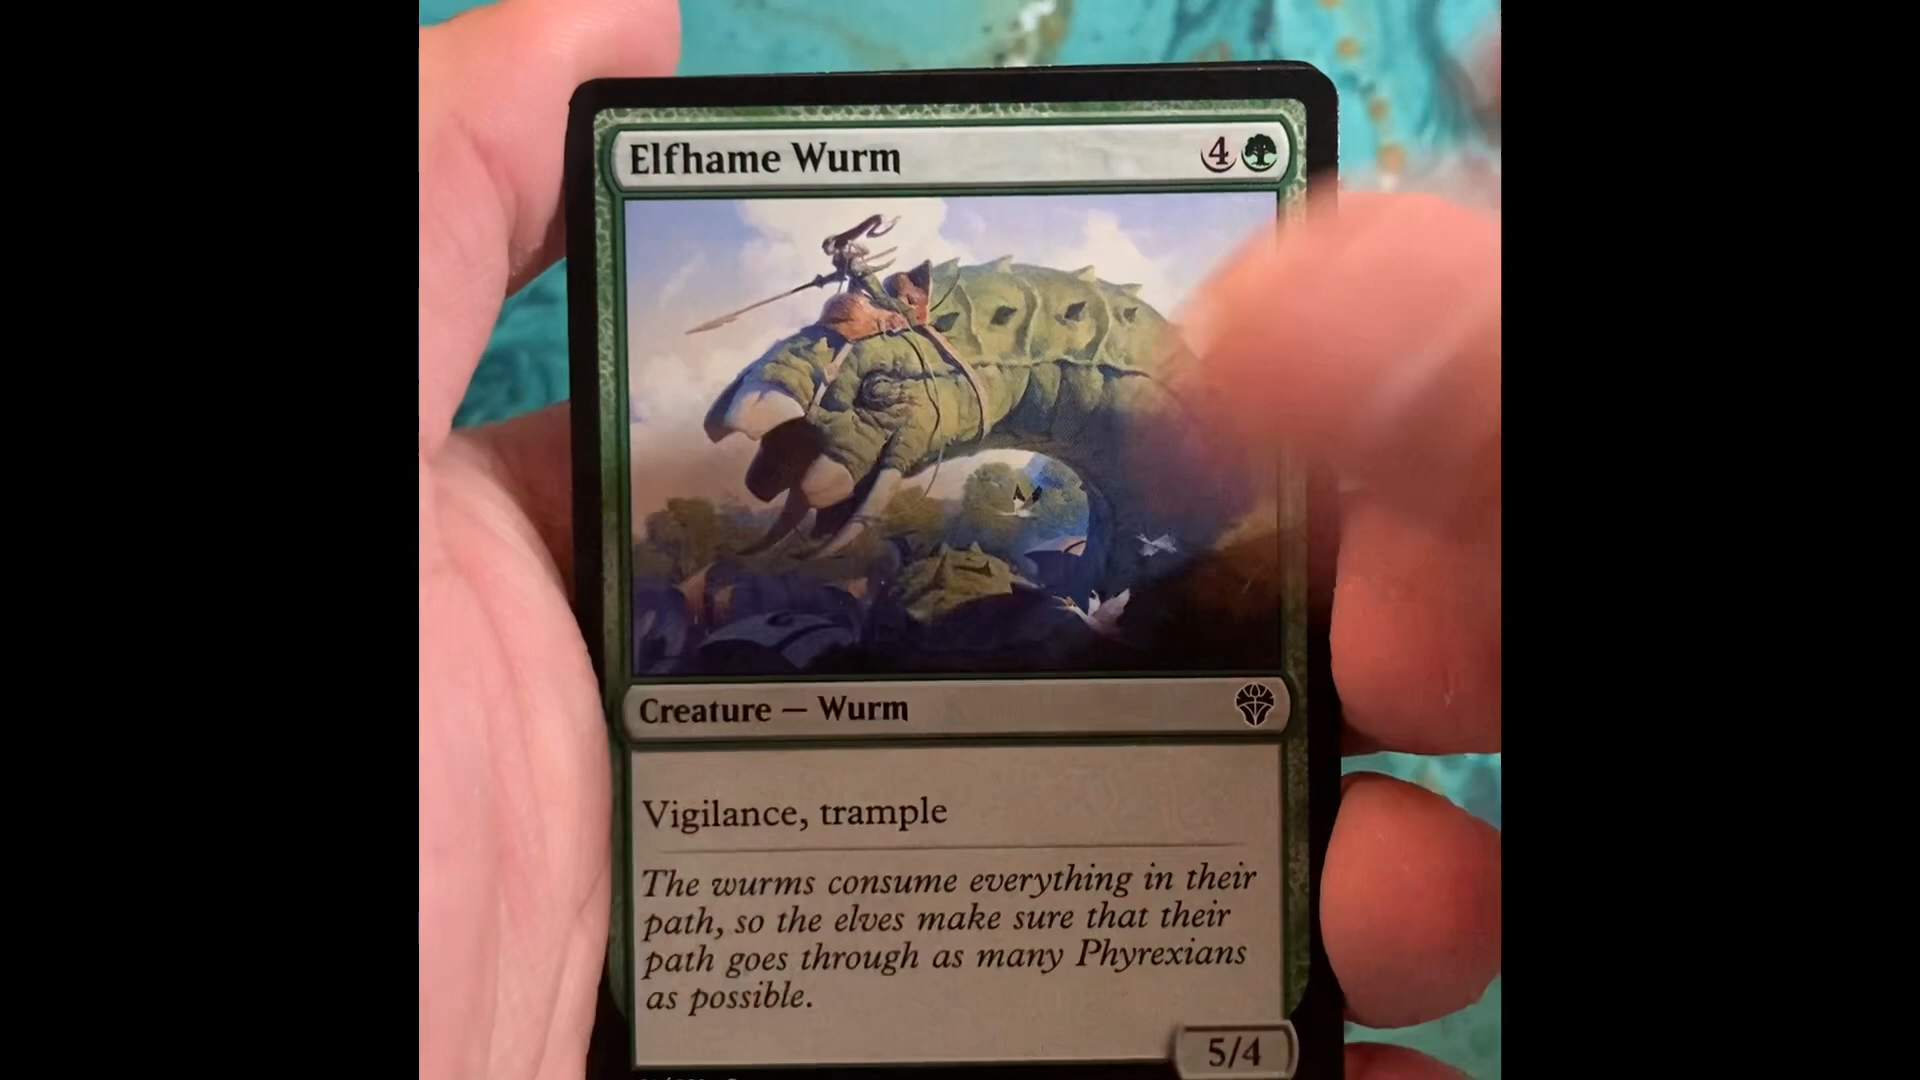 Elfhame Wurm 4
Creature — Wurm
Vigilance, trample
The wurms consume everything in their
path, so the elves make sure that their
path goes through as many Phyrexians
as possible.
5/4